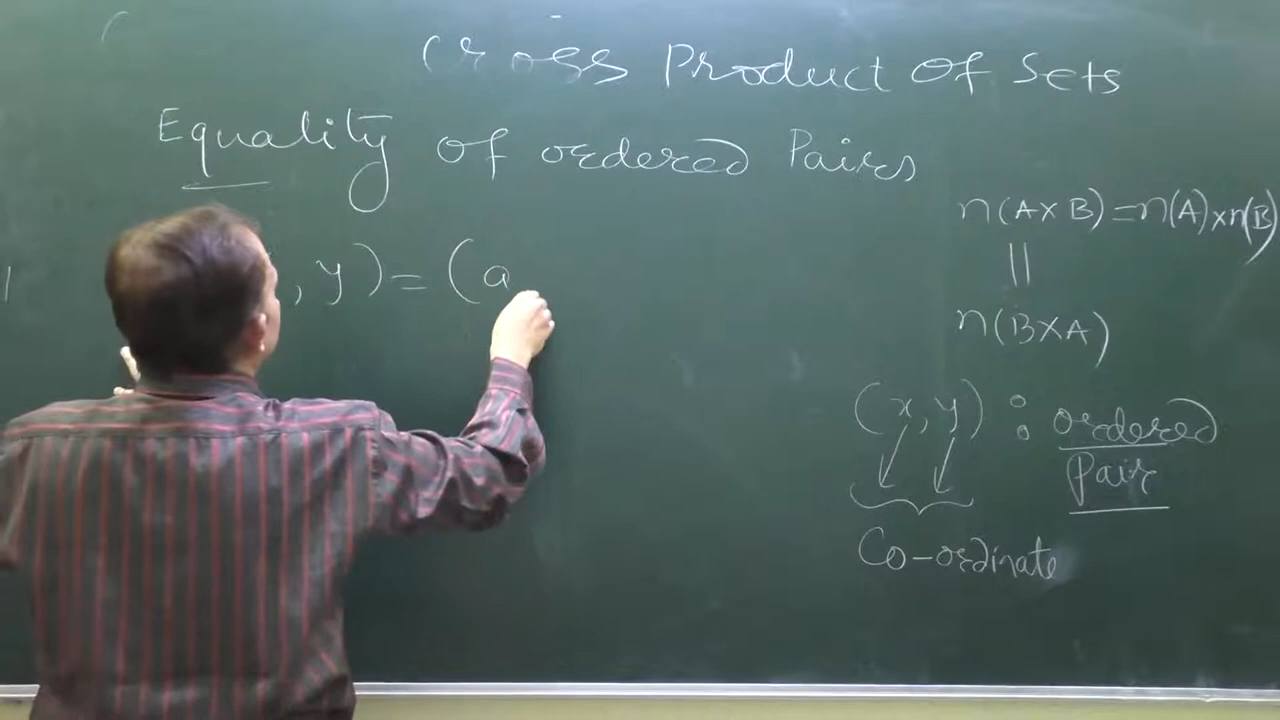 Cross Product Of Sets
Equality of ordered Pairs
n(A×B)=n(A)×n(B)
||
n(B×A)
, y) = (a
(x, y) : ordered
Pair
Co-ordinate